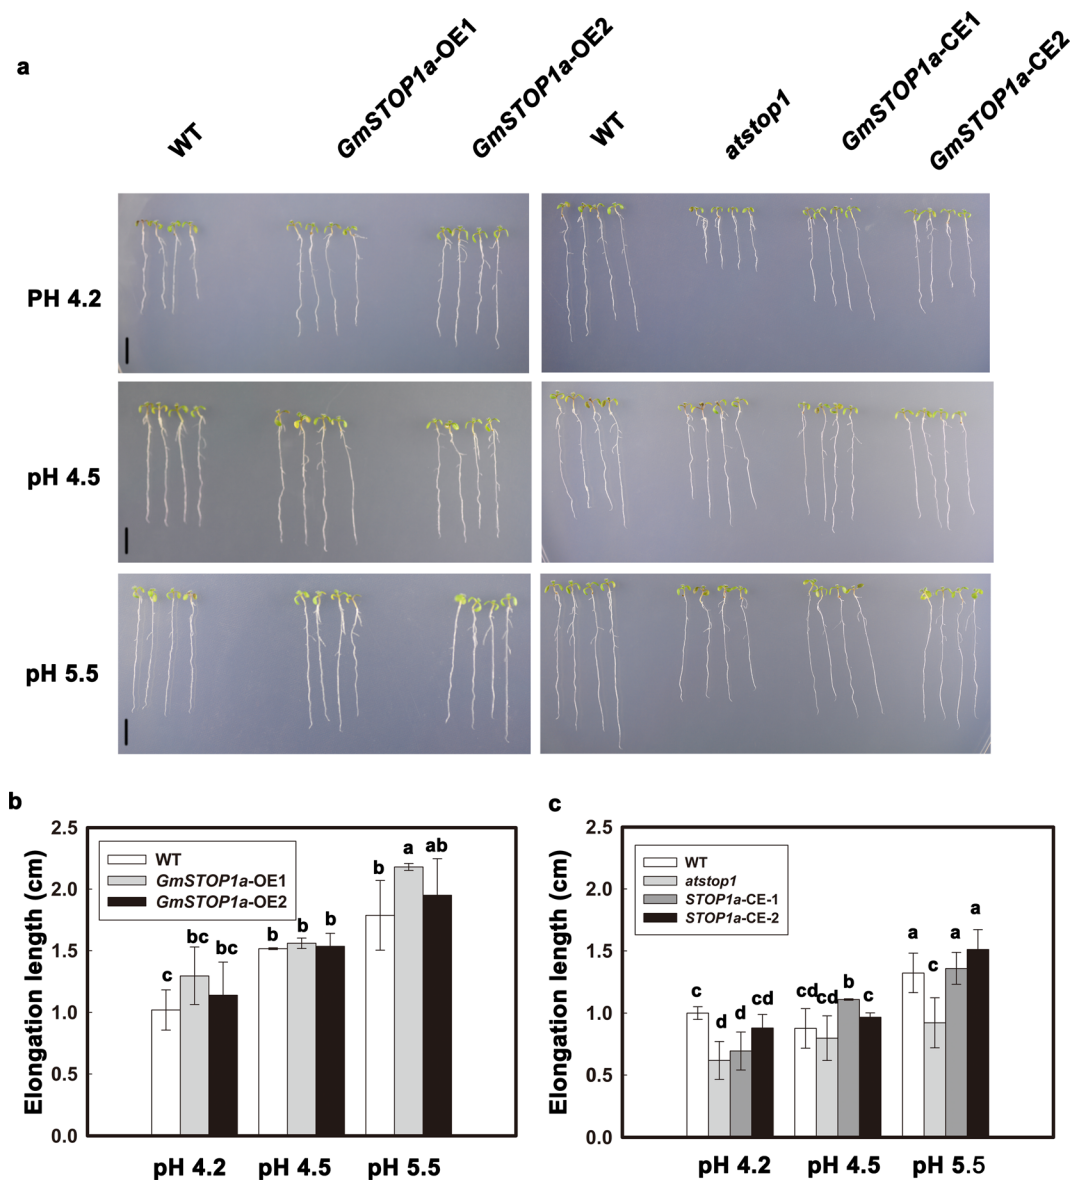 a
WT
GmSTOP1a-OE1
GmSTOP1a-OE2
WT
atstop1
GmSTOP1a-CE1
GmSTOP1a-CE2
PH 4.2
pH 4.5
pH 5.5
b
Elongation length (cm)
2.5
2.0
1.5
1.0
0.5
0.0
WT
GmSTOP1a-OE1
GmSTOP1a-OE2
c
bc
bc
b
b
b
b
a
ab
pH 4.2
pH 4.5
pH 5.5
c
Elongation length (cm)
2.5
2.0
1.5
1.0
0.5
0.0
WT
atstop1
STOP1a-CE-1
STOP1a-CE-2
c
d
d
cd
cd
cd
b
c
a
c
a
a
pH 4.2
pH 4.5
pH 5.5